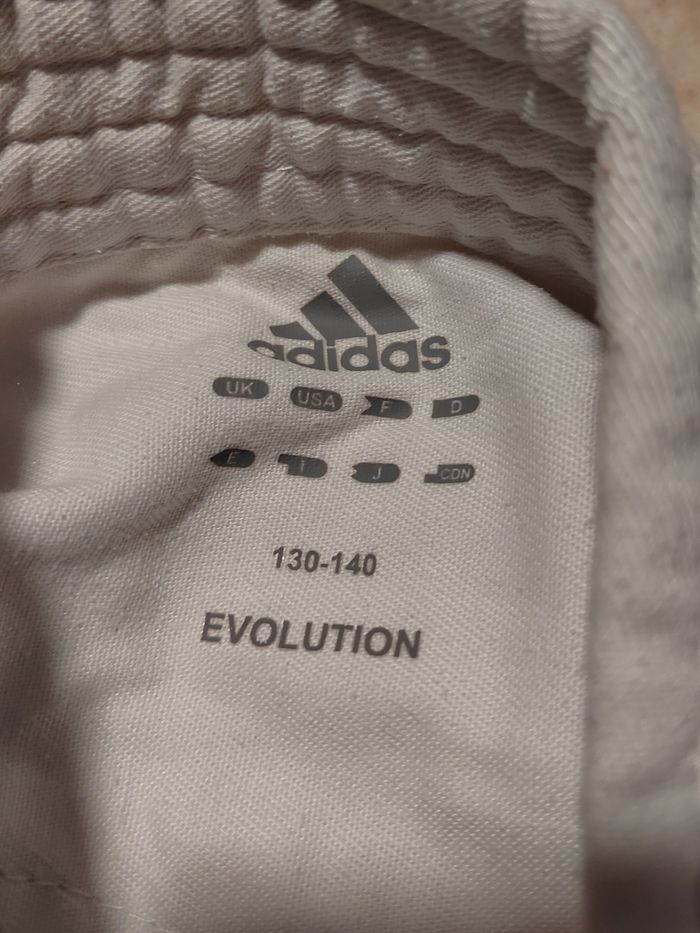 adidas
UK USA F D
E I J CDN
130-140
EVOLUTION